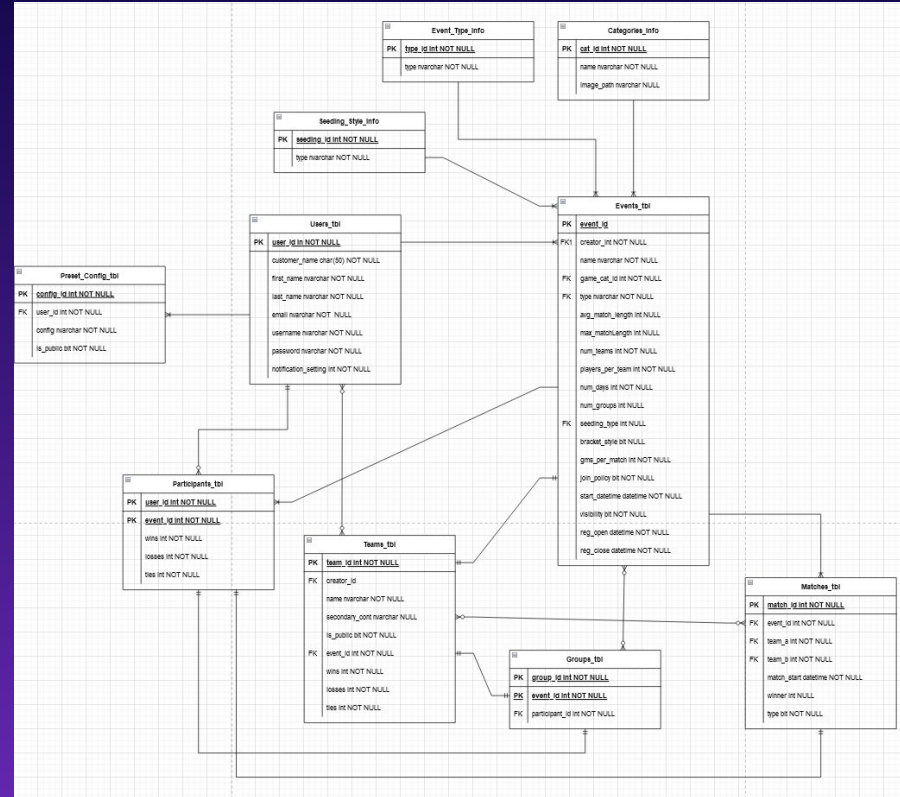 Event_Type_Info
PK type_id int NOT NULL
type nvarchar NOT NULL
Categories_Info
PK cat_id int NOT NULL
name nvarchar NOT NULL
image_path nvarchar NULL
Seeding_Style_Info
PK seeding_id int NOT NULL
type nvarchar NOT NULL
Events_tbl
PK event_id
FK1 creator_int NOT NULL
name nvarchar NOT NULL
FK game_cat_id int NOT NULL
FK type nvarchar NOT NULL
avg_match_length int NULL
max_matchLength int NULL
num_teams int NOT NULL
players_per_team int NOT NULL
num_days int NOT NULL
num_groups int NULL
FK seeding_type int NOT NULL
bracket_style bit NULL
gms_per_match int NOT NULL
join_policy bit NOT NULL
start_datetime datetime NOT NULL
visibility bit NOT NULL
reg_open datetime NOT NULL
reg_close datetime NOT NULL
Users_tbl
PK user_id in NOT NULL
customer_name char(50) NOT NULL
first_name nvarchar NOT NULL
last_name nvarchar NOT NULL
email nvarchar NOT NULL
username nvarchar NOT NULL
password nvarchar NOT NULL
notification_setting int NOT NULL
Preset_Config_tbl
PK config_id int NOT NULL
FK user_id int NOT NULL
config nvarchar NOT NULL
is_public bit NOT NULL
Participants_tbl
PK user_id int NOT NULL
PK event_id int NOT NULL
wins int NOT NULL
losses int NOT NULL
ties int NOT NULL
Teams_tbl
PK team_id int NOT NULL
FK creator_id
name nvarchar NOT NULL
secondary_cont nvarchar NULL
is_public bit NOT NULL
FK event_id int NOT NULL
wins int NOT NULL
losses int NOT NULL
ties int NOT NULL
Matches_tbl
PK match_id int NOT NULL
FK event_id int NOT NULL
FK team_a int NOT NULL
FK team_b int NOT NULL
match_start datetime NOT NULL
winner int NULL
type bit NOT NULL
Groups_tbl
PK group_id int NOT NULL
PK event_id int NOT NULL
FK participant_id int NOT NULL